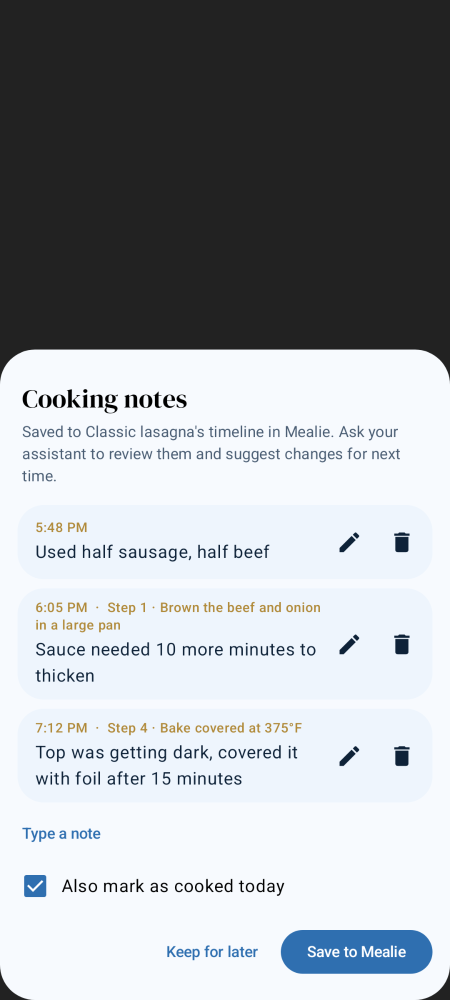 Cooking notes
Saved to Classic lasagna's timeline in Mealie. Ask your
assistant to review them and suggest changes for next
time.
5:48 PM
Used half sausage, half beef
6:05 PM · Step 1 · Brown the beef and onion
in a large pan
Sauce needed 10 more minutes to
thicken
7:12 PM · Step 4 · Bake covered at 375°F
Top was getting dark, covered it
with foil after 15 minutes
Type a note
Also mark as cooked today
Keep for later
Save to Mealie